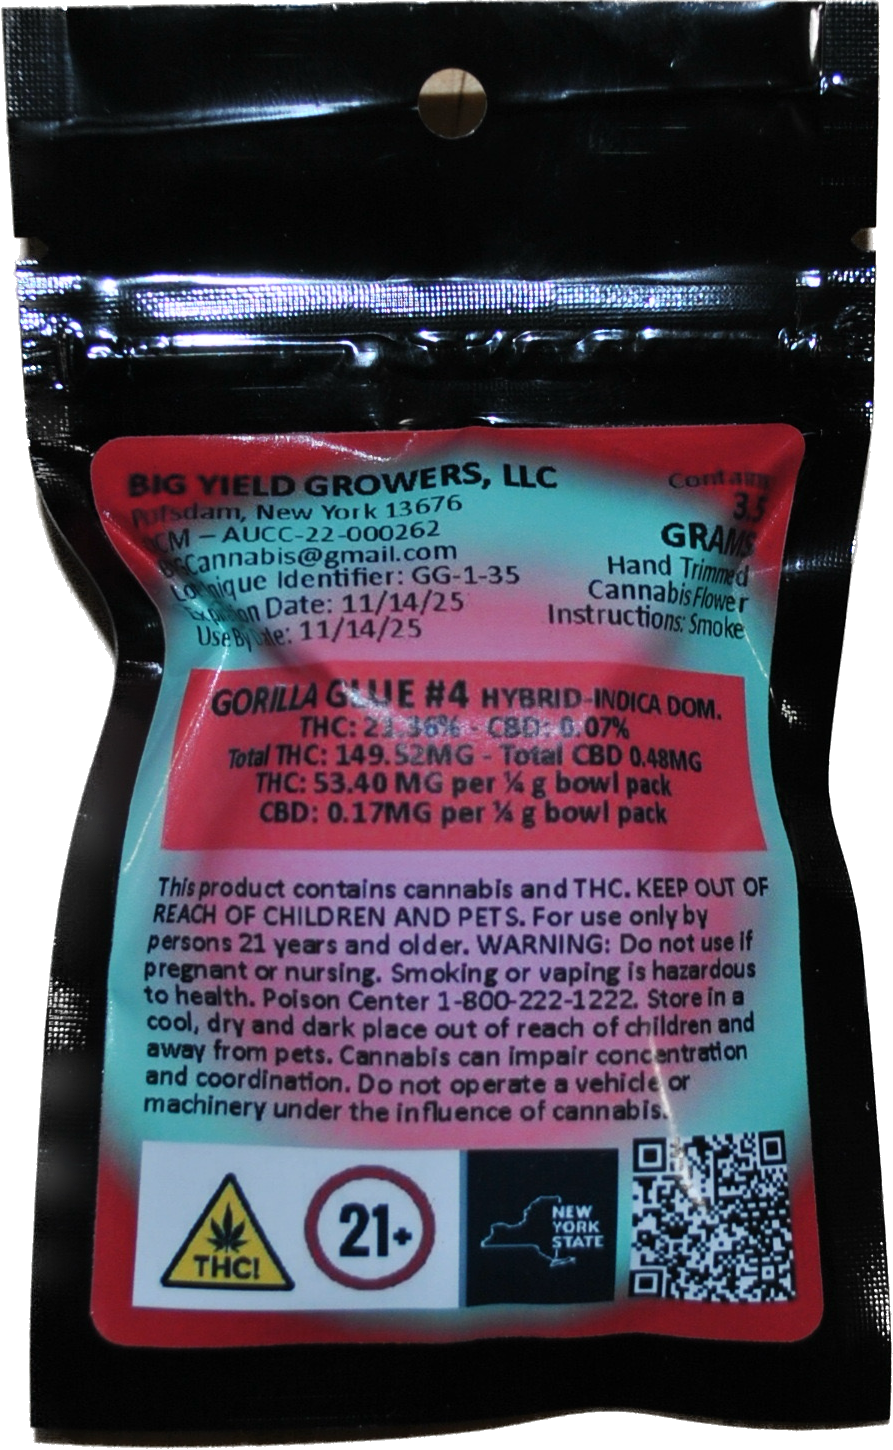 BIG YIELD GROWERS, LLC
Potsdam, New York 13676
OCM – AUCC-22-000262
Cannabis@gmail.com
Unique Identifier: GG-1-35
Date: 11/14/25
Use By Date: 11/14/25
Contains
3.5
GRAMS
Hand Trimmed
Cannabis Flower
Instructions: Smoke
GORILLA GLUE #4 HYBRID-INDICA DOM.
THC: 21.36% - CBD: 0.07%
Total THC: 149.52MG - Total CBD 0.48MG
THC: 53.40 MG per ¼ g bowl pack
CBD: 0.17MG per ¼ g bowl pack
This product contains cannabis and THC. KEEP OUT OF
REACH OF CHILDREN AND PETS. For use only by
persons 21 years and older. WARNING: Do not use if
pregnant or nursing. Smoking or vaping is hazardous
to health. Poison Center 1-800-222-1222. Store in a
cool, dry and dark place out of reach of children and
away from pets. Cannabis can impair concentration
and coordination. Do not operate a vehicle or
machinery under the influence of cannabis.
THC!
21+
NEW
YORK
STATE